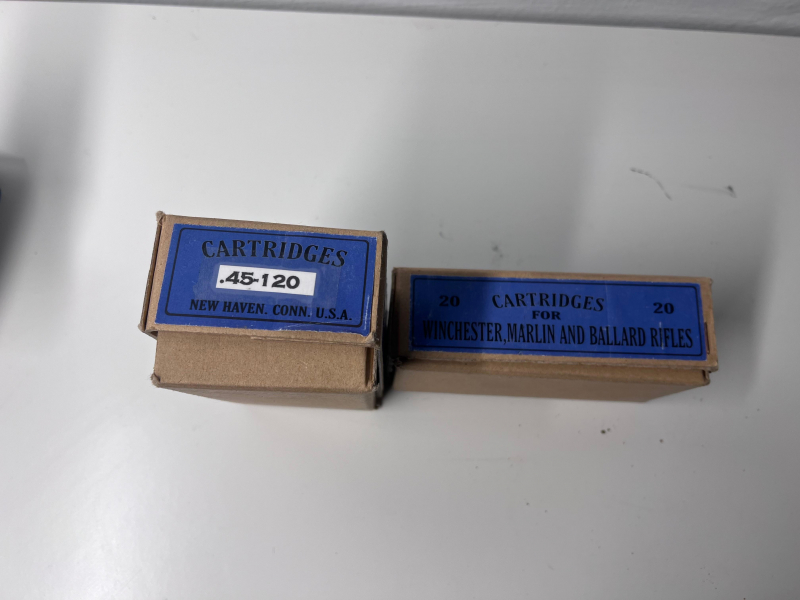 CARTRIDGES
.45-120
NEW HAVEN. CONN. U.S.A.
20 CARTRIDGES 20
FOR
WINCHESTER, MARLIN AND BALLARD RIFLES